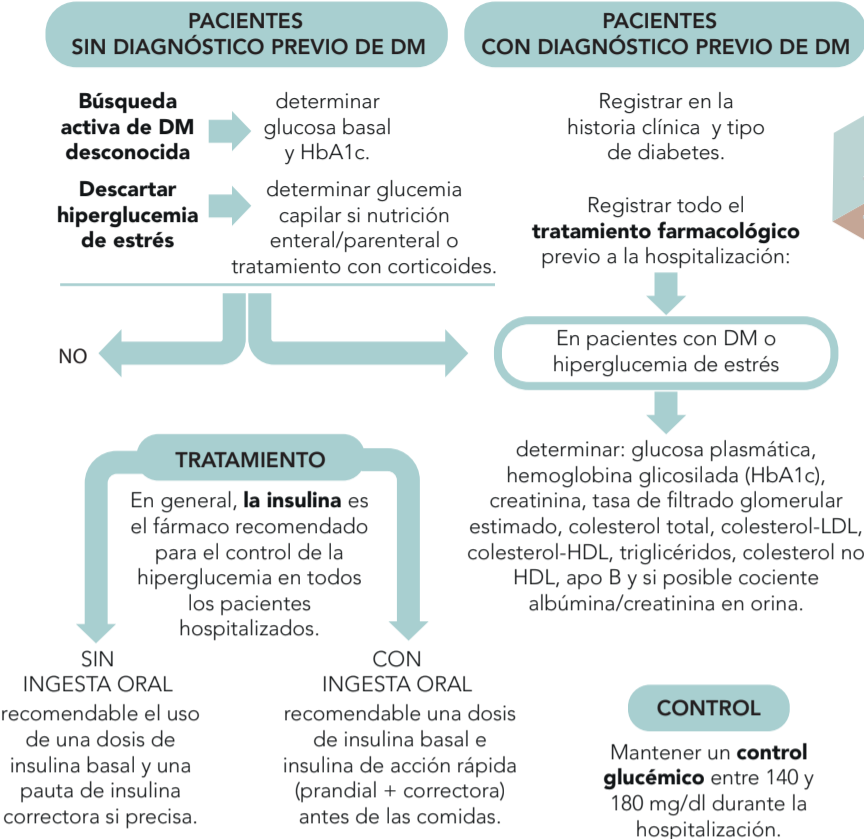 PACIENTES
SIN DIAGNÓSTICO PREVIO DE DM
Búsqueda
activa de DM
desconocida
determinar
glucosa basal
y HbA1c.
Descartar
hiperglucemia
de estrés
determinar glucemia
capilar si nutrición
enteral/parenteral o
tratamiento con corticoides.
NO
PACIENTES
CON DIAGNÓSTICO PREVIO DE DM
Registrar en la
historia clínica y tipo
de diabetes.
Registrar todo el
tratamiento farmacológico
previo a la hospitalización:
En pacientes con DM o
hiperglucemia de estrés
determinar: glucosa plasmática,
hemoglobina glicosilada (HbA1c),
creatinina, tasa de filtrado glomerular
estimado, colesterol total, colesterol-LDL,
colesterol-HDL, triglicéridos, colesterol no
HDL, apo B y si posible cociente
albúmina/creatinina en orina.
TRATAMIENTO
En general, la insulina es
el fármaco recomendado
para el control de la
hiperglucemia en todos
los pacientes
hospitalizados.
SIN
INGESTA ORAL
recomendable el uso
de una dosis de
insulina basal y una
pauta de insulina
correctora si precisa.
CON
INGESTA ORAL
recomendable una dosis
de insulina basal e
insulina de acción rápida
(prandial + correctora)
antes de las comidas.
CONTROL
Mantener un control
glucémico entre 140 y
180 mg/dl durante la
hospitalización.